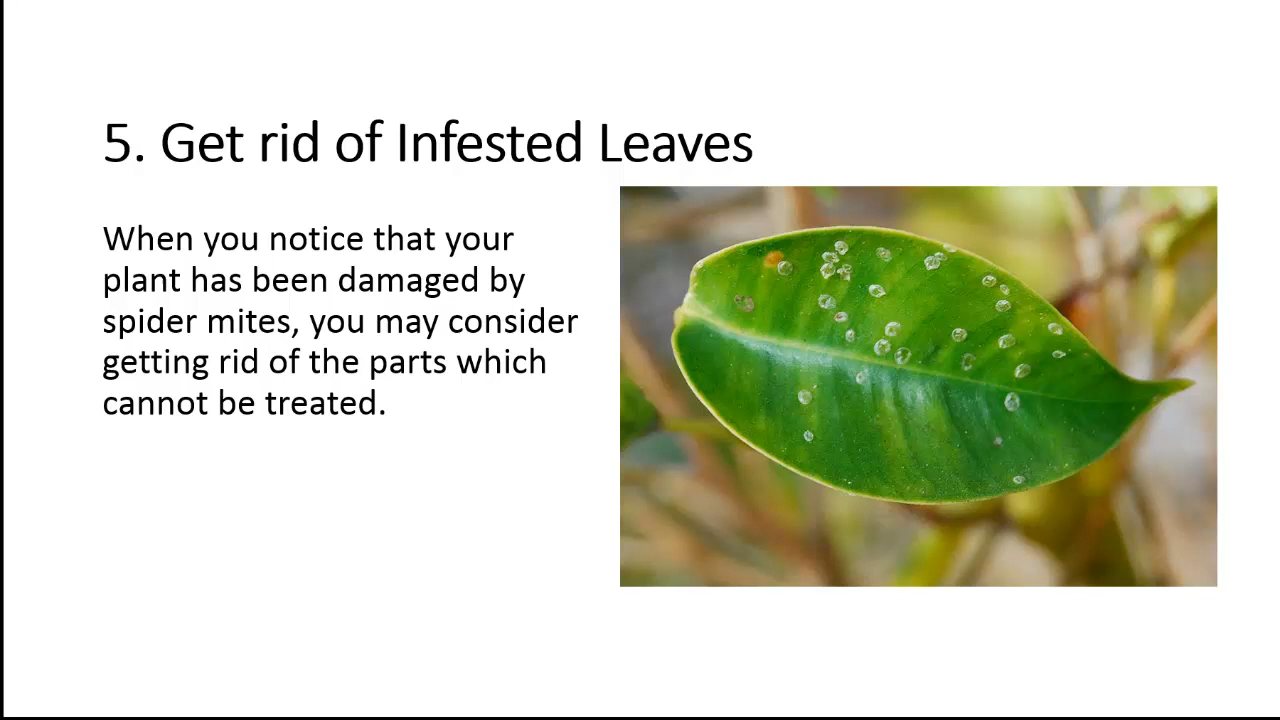 5. Get rid of Infested Leaves
When you notice that your
plant has been damaged by
spider mites, you may consider
getting rid of the parts which
cannot be treated.